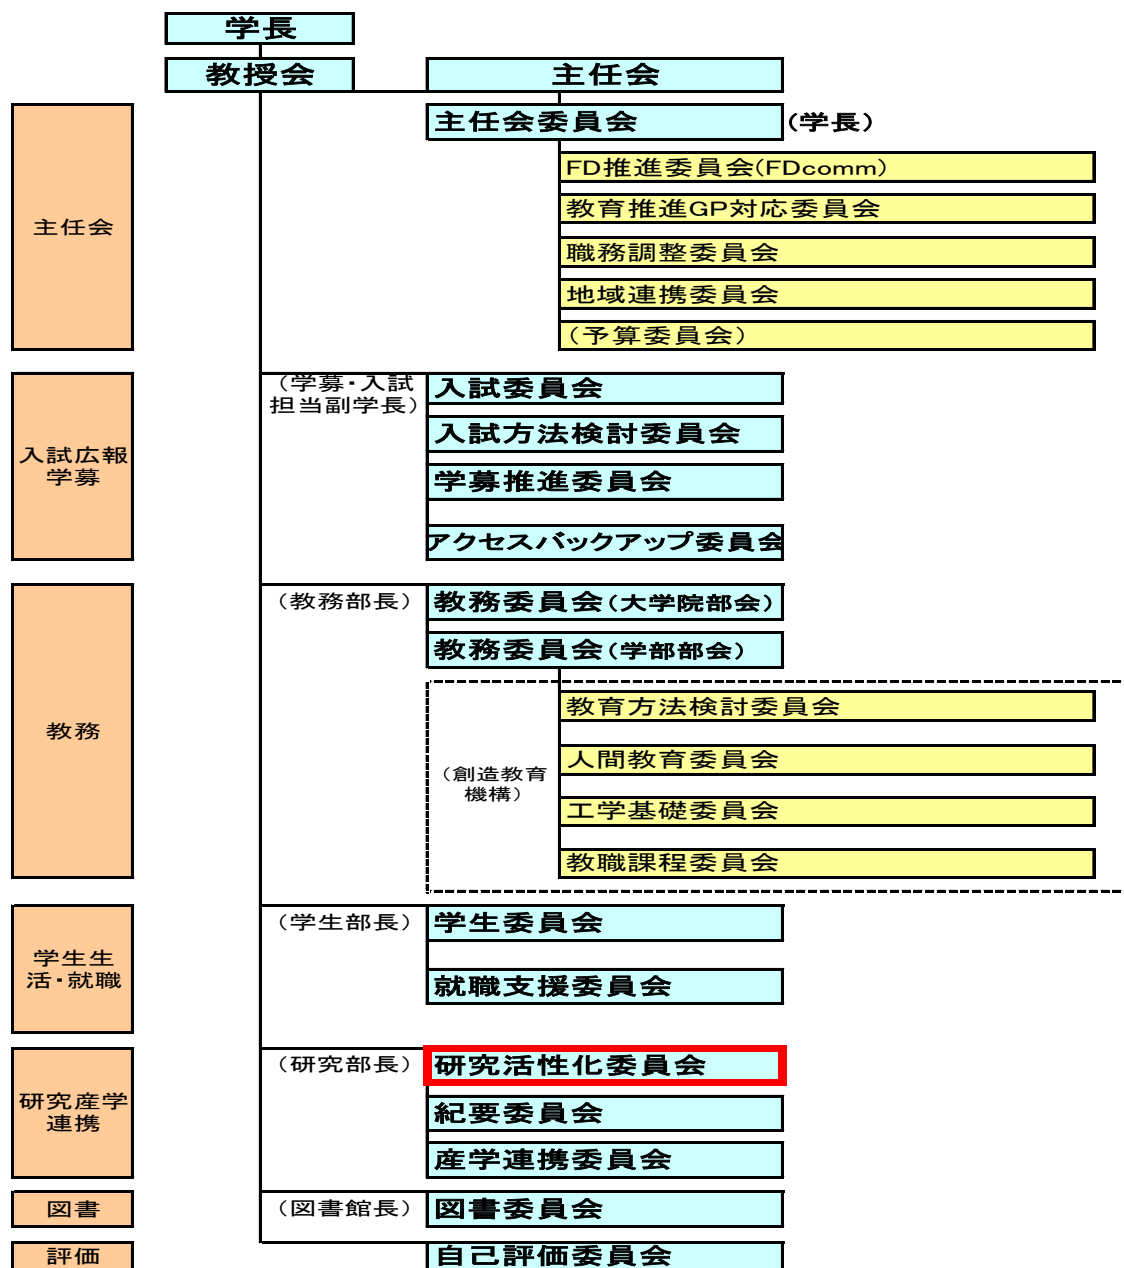 学長
教授会
主任会
主任会委員会
(学長)
主任会
FD推進委員会(FDcomm)
教育推進GP対応委員会
職務調整委員会
地域連携委員会
(予算委員会)
入試広報
学募
(学募・入試
担当副学長)
入試委員会
入試方法検討委員会
学募推進委員会
アクセスバックアップ委員会
教務
(教務部長)
教務委員会(大学院部会)
教務委員会(学部部会)
(創造教育
機構)
教育方法検討委員会
人間教育委員会
工学基礎委員会
教職課程委員会
学生生
活・就職
(学生部長)
学生委員会
就職支援委員会
研究産学
連携
(研究部長)
研究活性化委員会
紀要委員会
産学連携委員会
図書
(図書館長)
図書委員会
評価
自己評価委員会